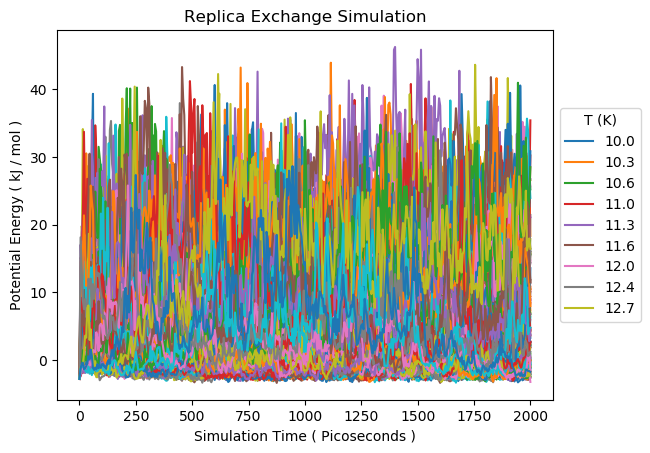 Replica Exchange Simulation
Potential Energy ( kJ / mol )
40
30
20
10
0
0 250 500 750 1000 1250 1500 1750 2000
Simulation Time ( Picoseconds )
T (K)
10.0
10.3
10.6
11.0
11.3
11.6
12.0
12.4
12.7